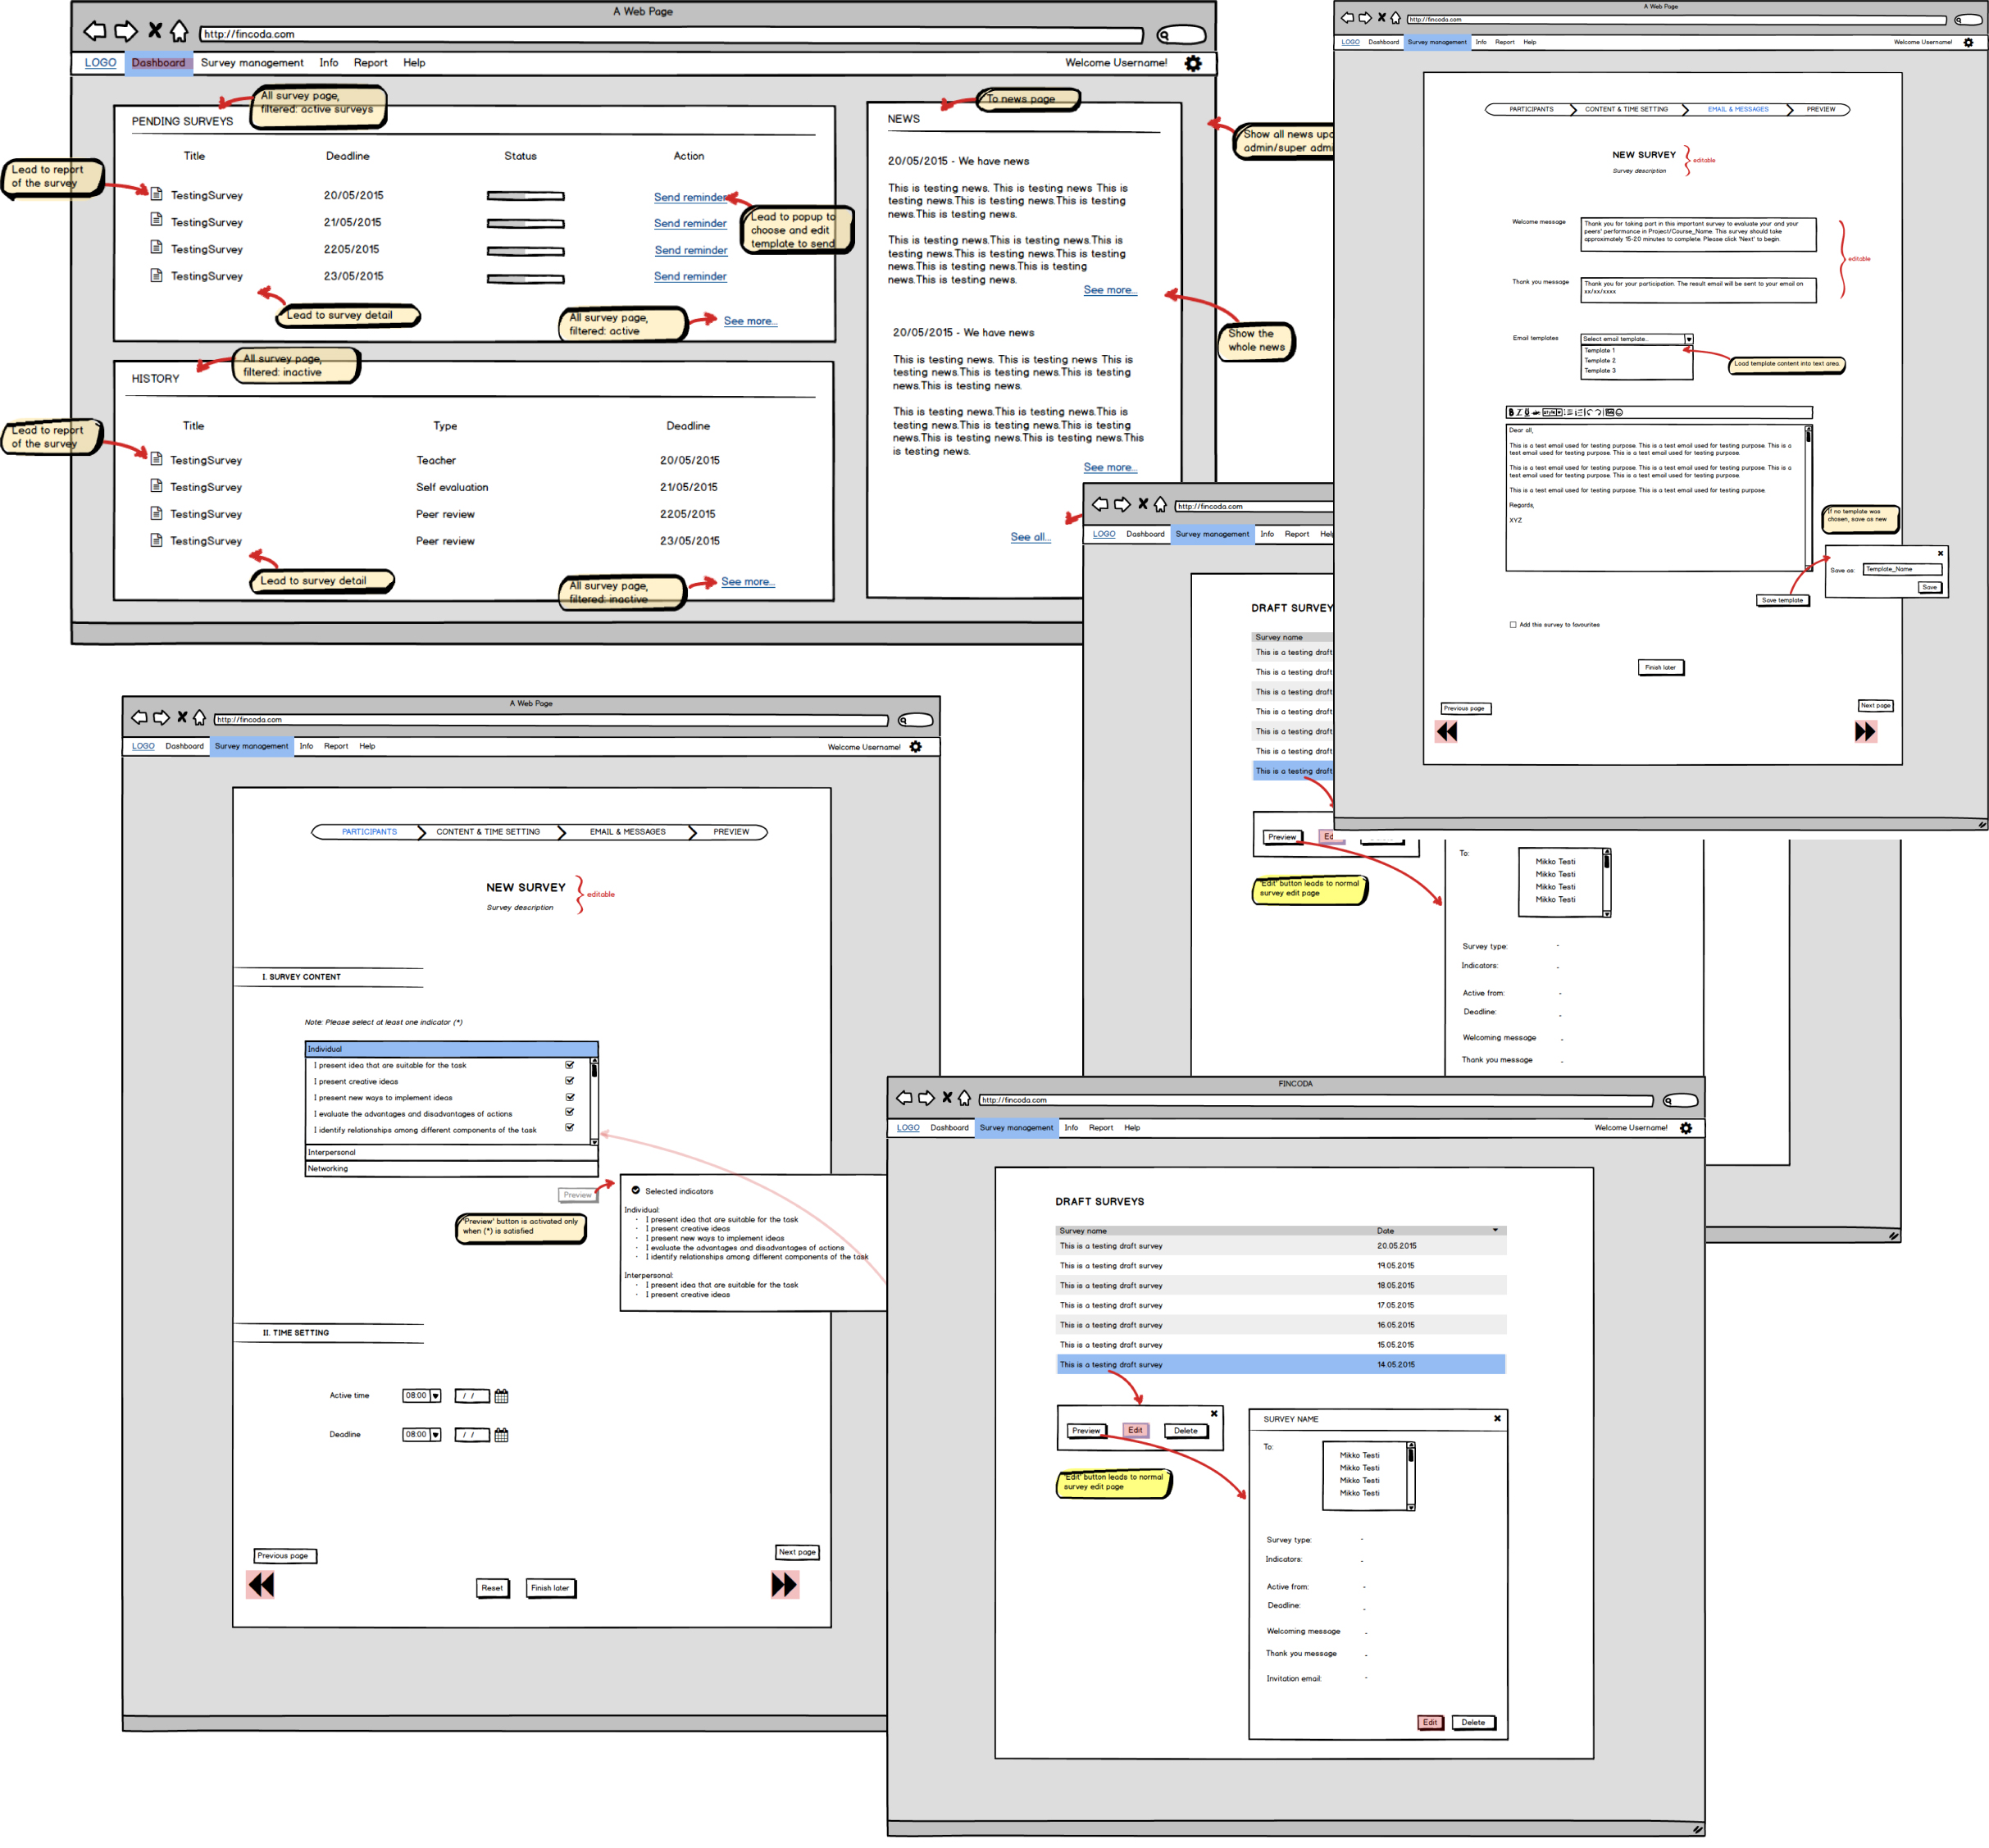 A Web Page
http://fincoda.com
LOGO Dashboard Survey management Info Report Help Welcome Username!
All survey page,
filtered: active surveys
PENDING SURVEYS
Title Deadline Status Action
Lead to report
of the survey
TestingSurvey 20/05/2015 Send reminder
TestingSurvey 21/05/2015 Send reminder
TestingSurvey 2205/2015 Send reminder
TestingSurvey 23/05/2015 Send reminder
Lead to popup to
choose and edit
template to send
Lead to survey detail
All survey page,
filtered: active
See more...
All survey page,
filtered: inactive
HISTORY
Title Type Deadline
Lead to report
of the survey
TestingSurvey Teacher 20/05/2015
TestingSurvey Self evaluation 21/05/2015
TestingSurvey Peer review 2205/2015
TestingSurvey Peer review 23/05/2015
Lead to survey detail
All survey page,
filtered: inactive
See more...
To news page
NEWS
20/05/2015 - We have news
This is testing news. This is testing news This is
testing news.This is testing news.This is testing
news.This is testing news.
This is testing news.This is testing news.This is
testing news.This is testing news.This is testing
news.This is testing news.This is testing
news.This is testing news.
See more...
20/05/2015 - We have news
This is testing news. This is testing news This is
testing news.This is testing news.This is testing
news.This is testing news.
This is testing news.This is testing news.This is
testing news.This is testing news.This is testing
news.This is testing news.This is testing news.This
is testing news.
See more...
See all...
Show all news
admin/super
Show the
whole news
A Web Page
http://fincoda.com
LOGO Dashboard Survey management Info Report Help Welcome Username!
PARTICIPANTS CONTENT & TIME SETTING EMAIL & MESSAGES PREVIEW
NEW SURVEY
Survey description
editable
Welcome message
Thank you for taking part in this important survey to evaluate your and your
peers' performance in Project/Course_Name. This survey should take
approximately 15-20 minutes to complete. Please click 'Next' to begin.
Thank you message
Thank you for your participation. The result email will be sent to your email on
xx/xx/xxxx
editable
Email templates
Select email template..
Template 1
Template 2
Template 3
Load template content into text area
B I U abc style
Dear all,
This is a test email used for testing purpose. This is a test email used for testing purpose. This is a
test email used for testing purpose. This is a test email used for testing purpose.
This is a test email used for testing purpose. This is a test email used for testing purpose. This is a
test email used for testing purpose. This is a test email used for testing purpose.
This is a test email used for testing purpose. This is a test email used for testing purpose.
Regards,
XYZ
If no template was
chosen, save as new
Save as: Template_Name
Save
Save template
Add this survey to favourites
Finish later
Previous page
Next page
http://fincoda.com
LOGO Dashboard Survey management Info Report
DRAFT SURVEY
Survey name
This is a testing draft
This is a testing draft
This is a testing draft
This is a testing draft
This is a testing draft
This is a testing draft
This is a testing draft
Preview
'Edit' button leads to normal
survey edit page
To:
Mikko Testi
Mikko Testi
Mikko Testi
Mikko Testi
Survey type: -
Indicators: -
Active from: -
Deadline: -
Welcoming message -
Thank you message -
A Web Page
http://fincoda.com
LOGO Dashboard Survey management Info Report Help Welcome Username!
PARTICIPANTS CONTENT & TIME SETTING EMAIL & MESSAGES PREVIEW
NEW SURVEY
Survey description
editable
I. SURVEY CONTENT
Note: Please select at least one indicator (*)
Individual
I present idea that are suitable for the task
I present creative ideas
I present new ways to implement ideas
I evaluate the advantages and disadvantages of actions
I identify relationships among different components of the task
Interpersonal
Networking
Preview
'Preview' button is activated only
when (*) is satisfied
Selected indicators
Individual:
· I present idea that are suitable for the task
· I present creative ideas
· I present new ways to implement ideas
· I evaluate the advantages and disadvantages of actions
· I identify relationships among different components of the task
Interpersonal:
· I present idea that are suitable for the task
· I present creative ideas
II. TIME SETTING
Active time 08:00 / /
Deadline 08:00 / /
Previous page
Next page
Reset
Finish later
FINCODA
http://fincoda.com
LOGO Dashboard Survey management Info Report Help Welcome Username!
DRAFT SURVEYS
Survey name Date
This is a testing draft survey 20.05.2015
This is a testing draft survey 19.05.2015
This is a testing draft survey 18.05.2015
This is a testing draft survey 17.05.2015
This is a testing draft survey 16.05.2015
This is a testing draft survey 15.05.2015
This is a testing draft survey 14.05.2015
Preview Edit Delete
'Edit' button leads to normal
survey edit page
SURVEY NAME
To:
Mikko Testi
Mikko Testi
Mikko Testi
Mikko Testi
Survey type: -
Indicators: -
Active from: -
Deadline: -
Welcoming message -
Thank you message -
Invitation email: -
Edit Delete